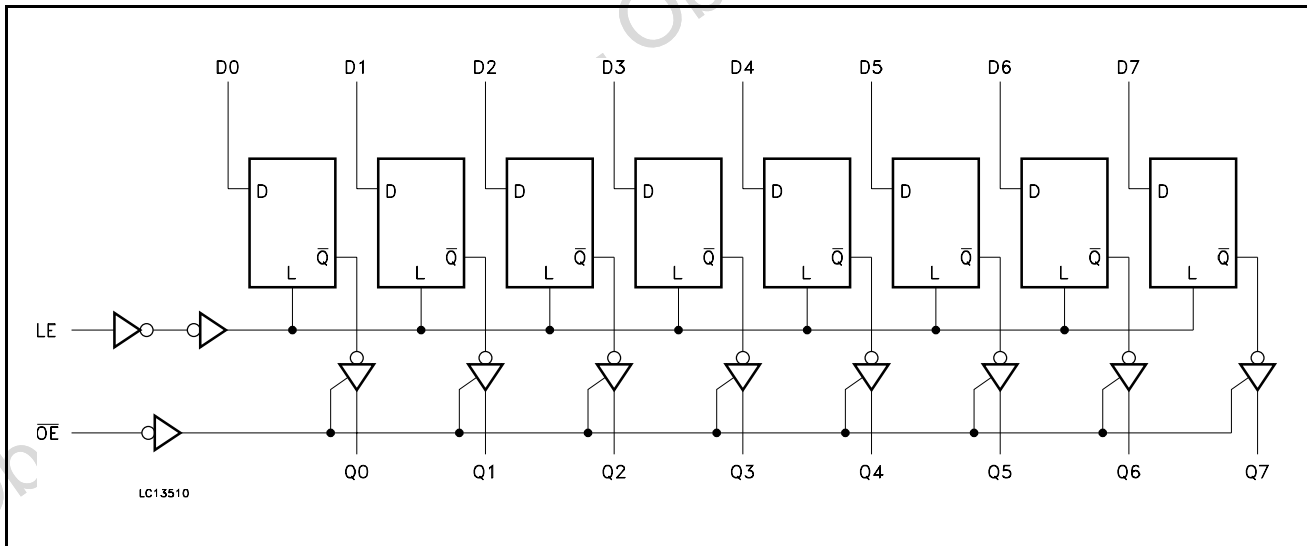 D0 D1 D2 D3 D4 D5 D6 D7
D D D D D D D D
Q̅ Q̅ Q̅ Q̅ Q̅ Q̅ Q̅ Q̅
L L L L L L L L
LE
O̅E̅
Q0 Q1 Q2 Q3 Q4 Q5 Q6 Q7
LC13510